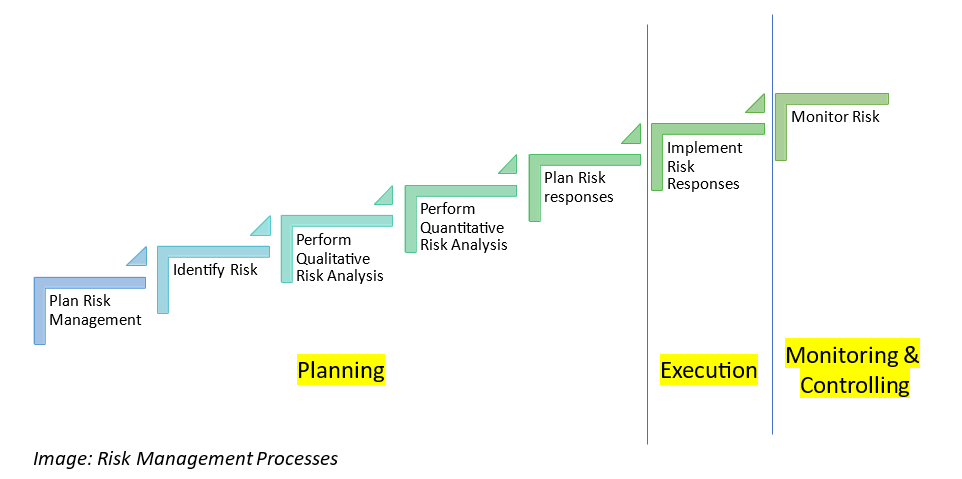 Plan Risk
Management
Identify Risk
Perform
Qualitative
Risk Analysis
Perform
Quantitative
Risk Analysis
Plan Risk
responses
Implement
Risk
Responses
Monitor Risk
Planning
Execution
Monitoring &
Controlling
Image: Risk Management Processes